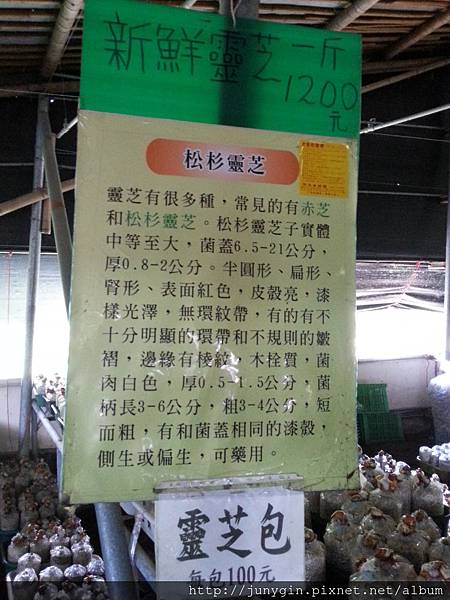 新鮮靈芝一斤
1200
元
松杉靈芝
靈芝有很多種，常見的有赤芝
和松杉靈芝。松杉靈芝子實體
中等至大，菌蓋6.5-21公分，
厚0.8-2公分。半圓形、扁形、
腎形、表面紅色，皮殼亮，漆
樣光澤，無環紋帶，有的有不
十分明顯的環帶和不規則的皺
褶，邊緣有棱紋，木栓質，菌
肉白色，厚0.5-1.5公分，菌
柄長3-6公分，粗3-4公分，短
而粗，有和菌蓋相同的漆殼，
側生或偏生，可藥用。
靈芝包
每包100元
http://junygin.pixnet.net/album